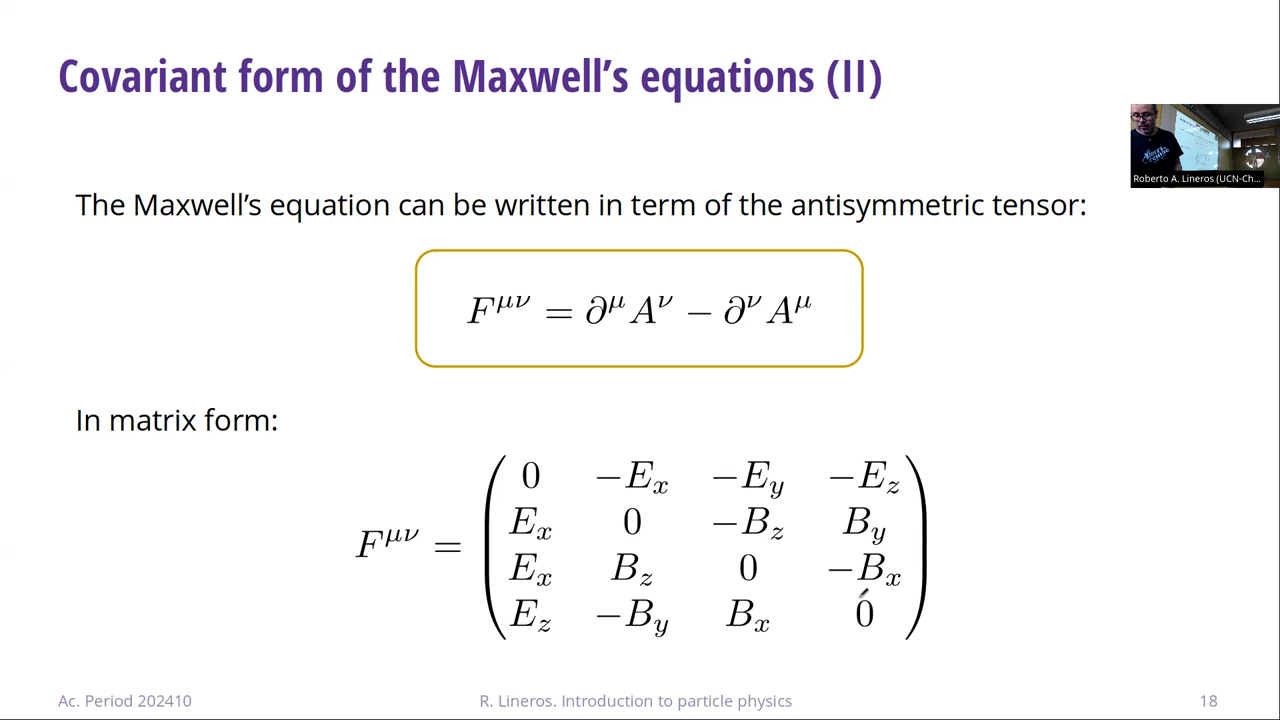 Covariant form of the Maxwell’s equations (II)
Roberto A. Lineros (UCN-Ch...
The Maxwell’s equation can be written in term of the antisymmetric tensor:
F^{μν} = ∂^μ A^ν − ∂^ν A^μ
In matrix form:
F^{μν} =
0 −E_x −E_y −E_z
E_x 0 −B_z B_y
E_x B_z 0 −B_x
E_z −B_y B_x 0
Ac. Period 202410
R. Lineros. Introduction to particle physics
18